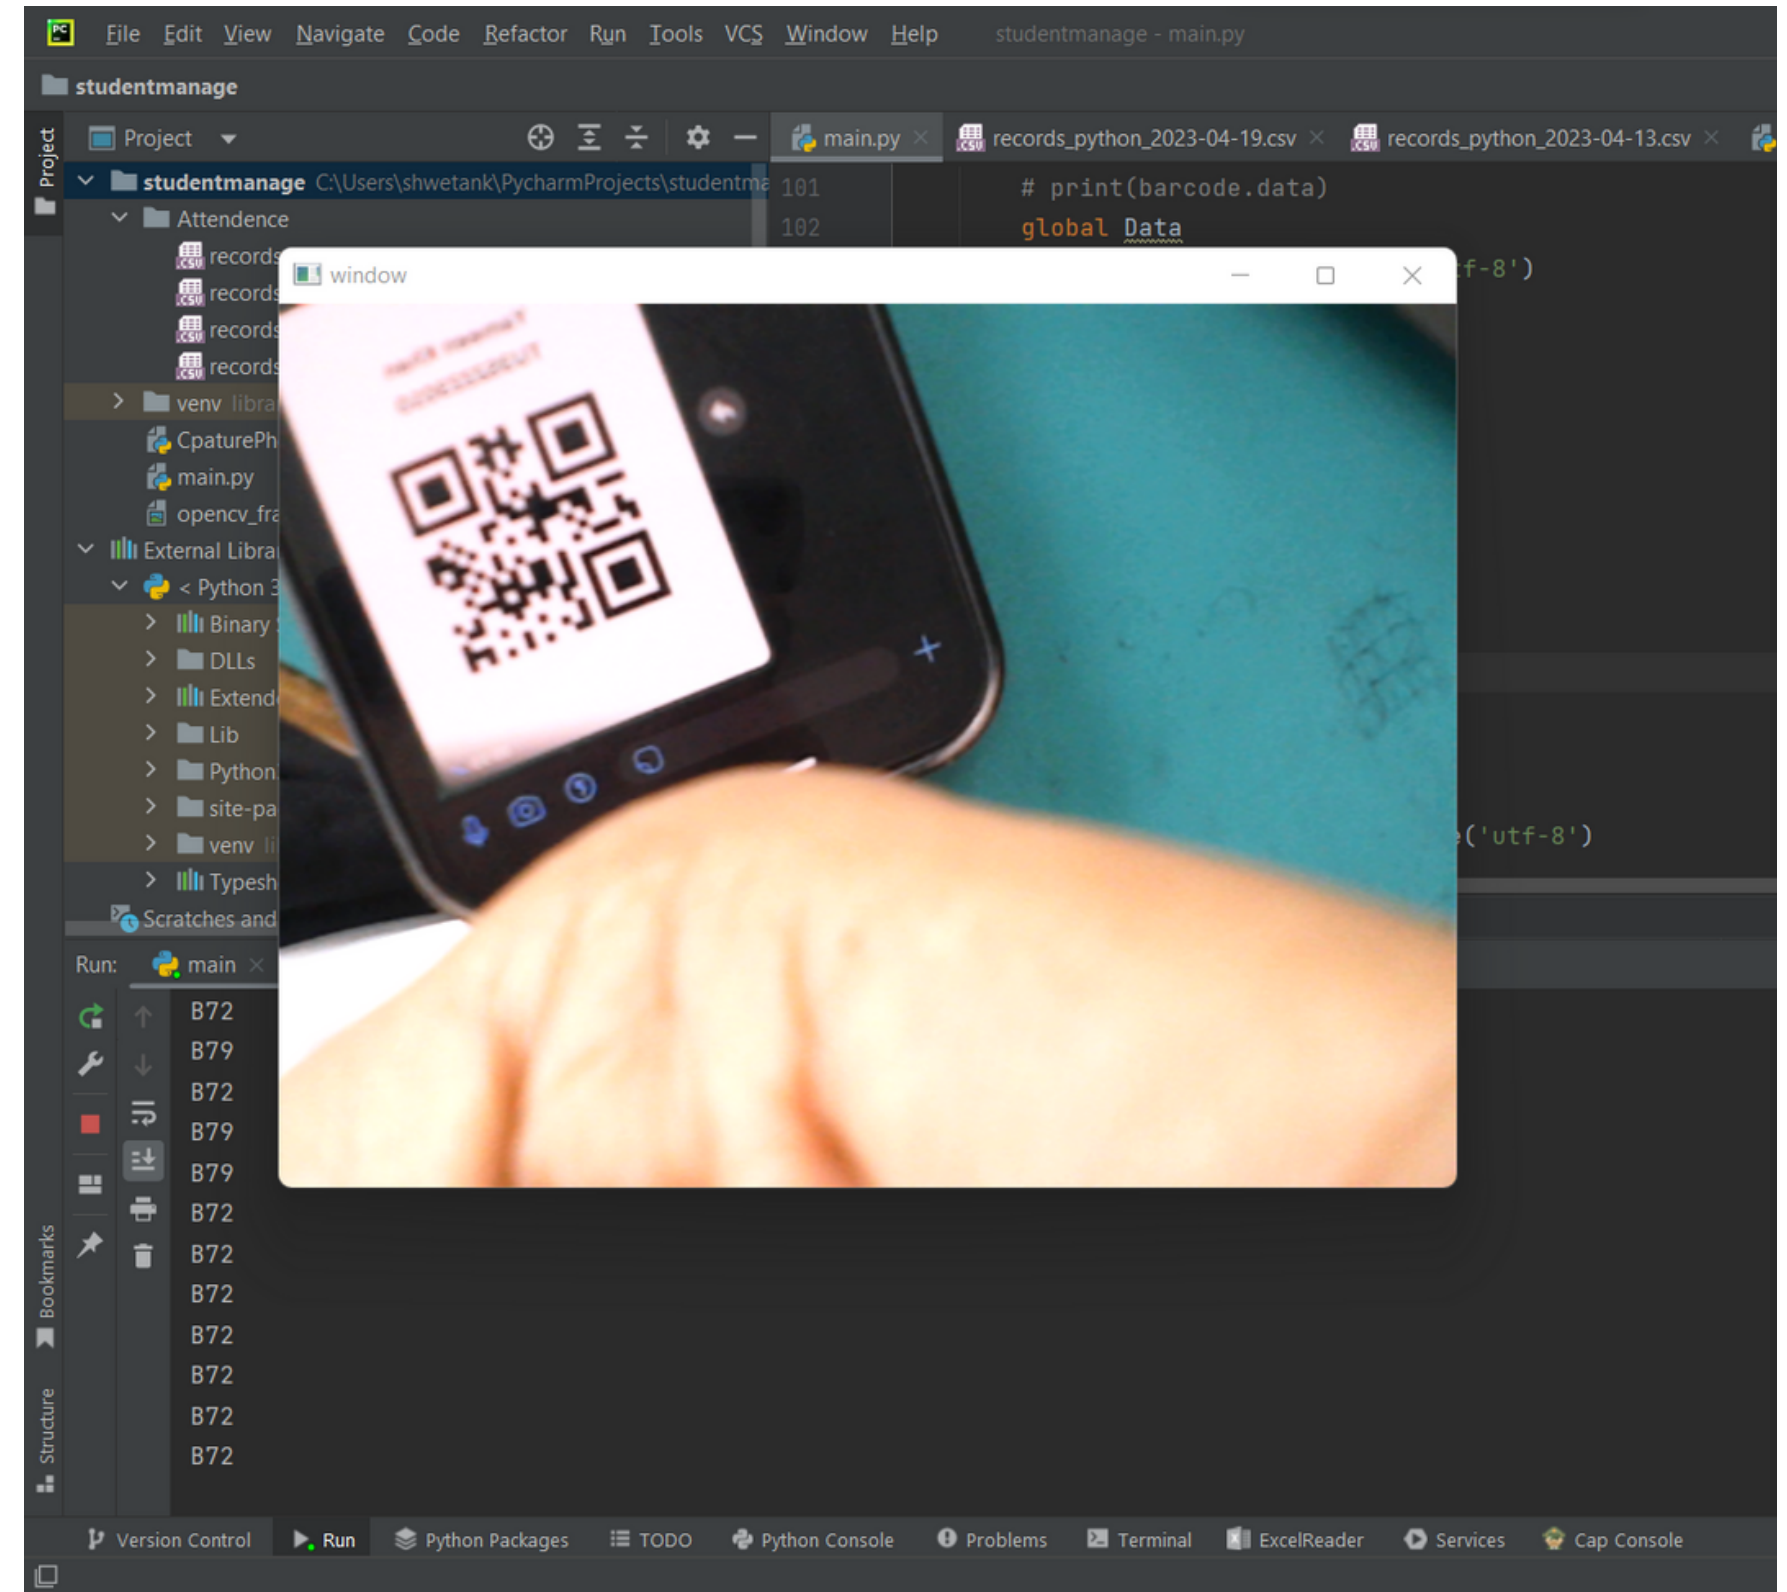 PC File Edit View Navigate Code Refactor Run Tools VCS Window Help studentmanage - main.py
studentmanage
Project
Project
main.py
records_python_2023-04-19.csv
records_python_2023-04-13.csv
studentmanage C:\Users\shwetank\PycharmProjects\studentma
Attendence
records
records
records
records
venv libra
CpaturePh
main.py
opencv_fra
External Libra
< Python 3
Binary
DLLs
Extend
Lib
Python
site-pa
venv li
Typesh
Scratches and
101 # print(barcode.data)
102 global Data
tf-8')
e('utf-8')
window
Run: main
B72
B79
B72
B79
B79
B72
B72
B72
B72
B72
B72
B72
Bookmarks
Structure
Version Control Run Python Packages TODO Python Console Problems Terminal ExcelReader Services Cap Console